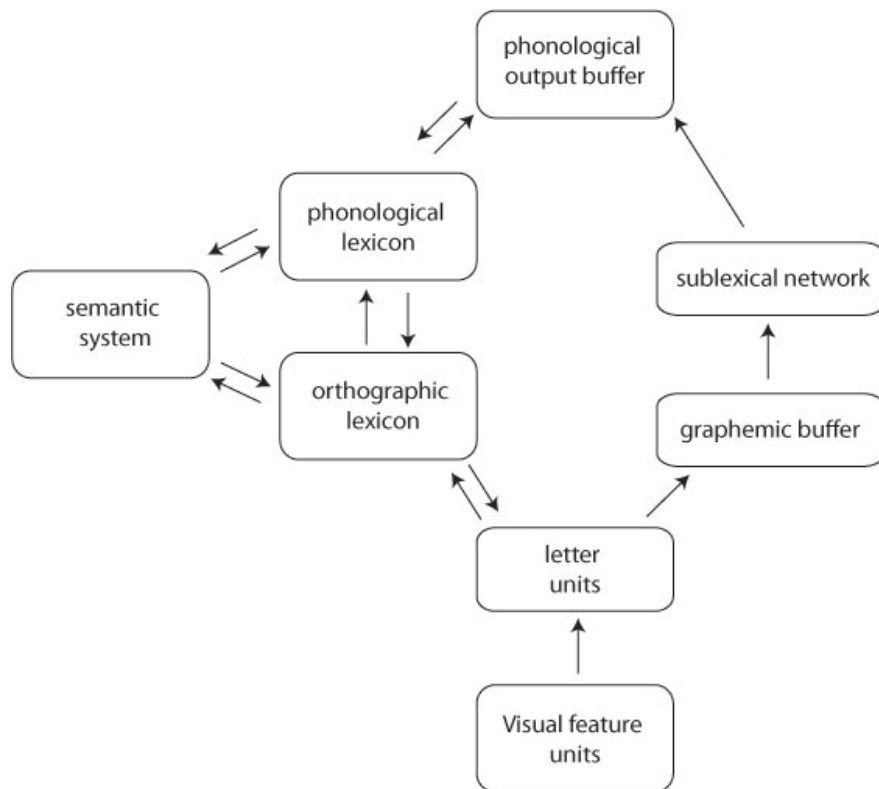 phonological
output buffer
phonological
lexicon
sublexical network
semantic
system
orthographic
lexicon
graphemic buffer
letter
units
Visual feature
units